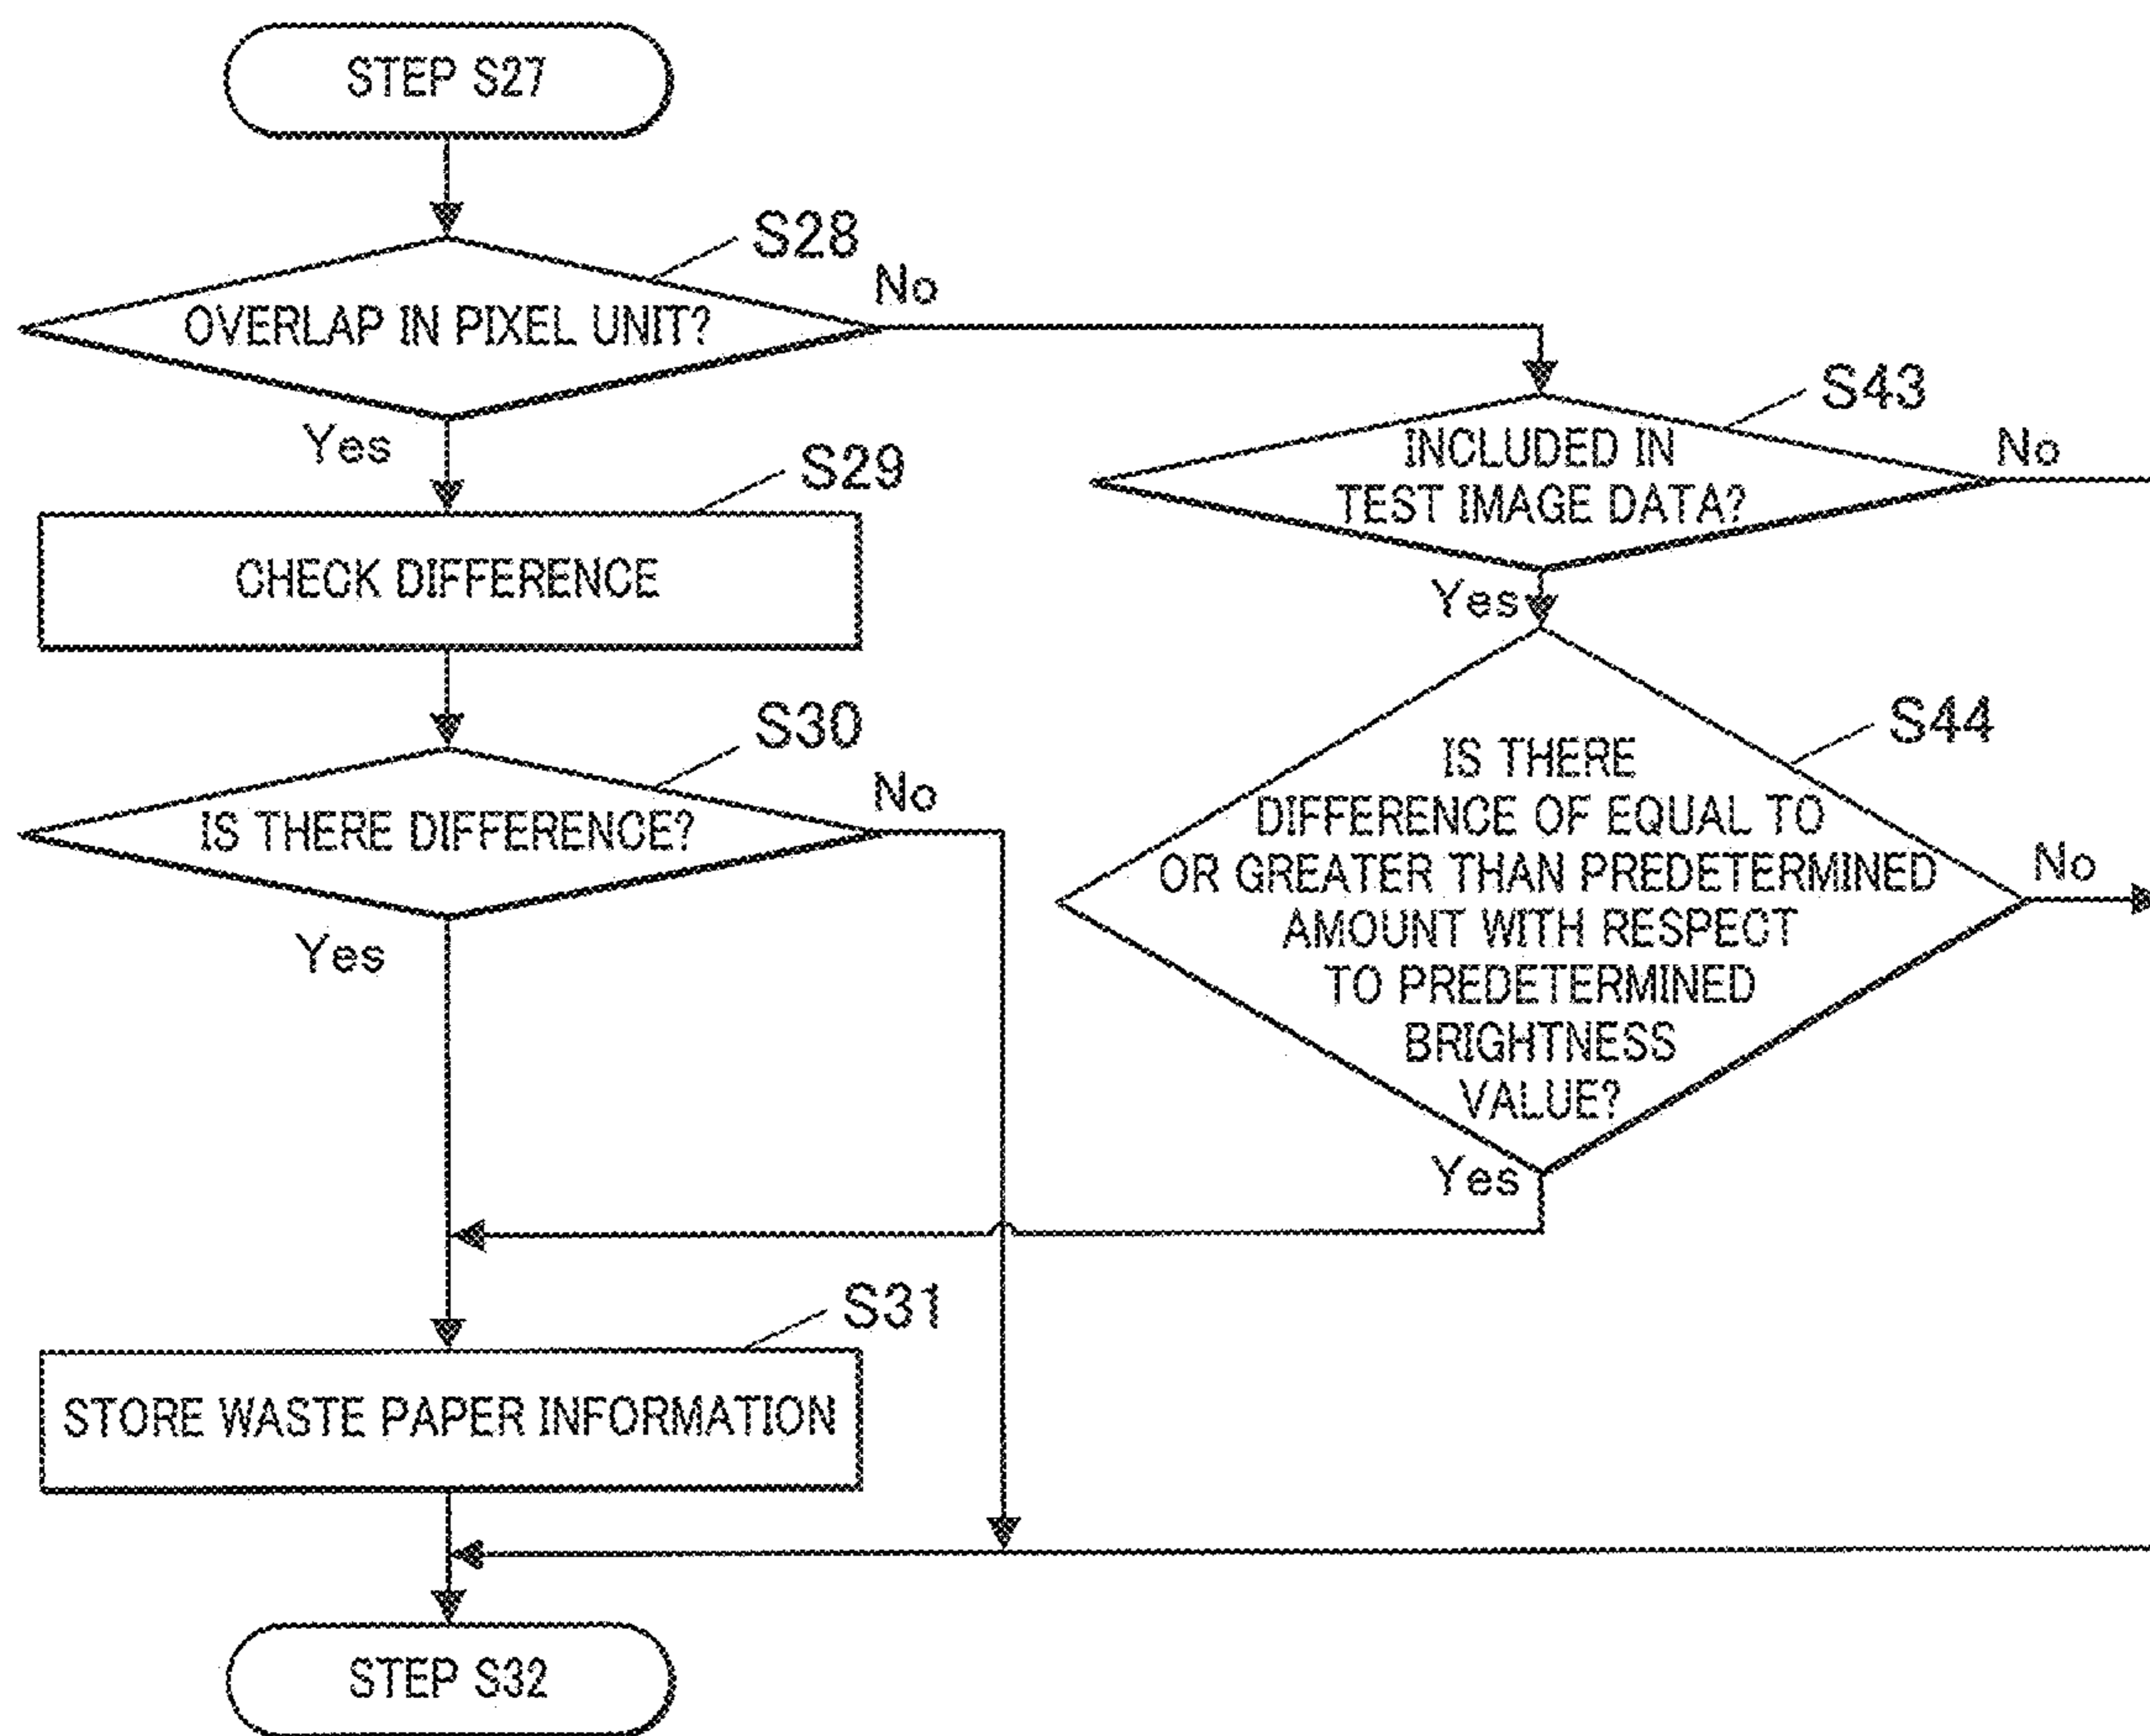 STEP S27
S28
No
OVERLAP IN PIXEL UNIT?
Yes
S43
INCLUDED IN
TEST IMAGE DATA?
No
S29
CHECK DIFFERENCE
Yes
S30
No
IS THERE DIFFERENCE?
Yes
S44
IS THERE
DIFFERENCE OF EQUAL TO
OR GREATER THAN PREDETERMINED
AMOUNT WITH RESPECT
TO PREDETERMINED
BRIGHTNESS
VALUE?
No
Yes
S31
STORE WASTE PAPER INFORMATION
STEP S32